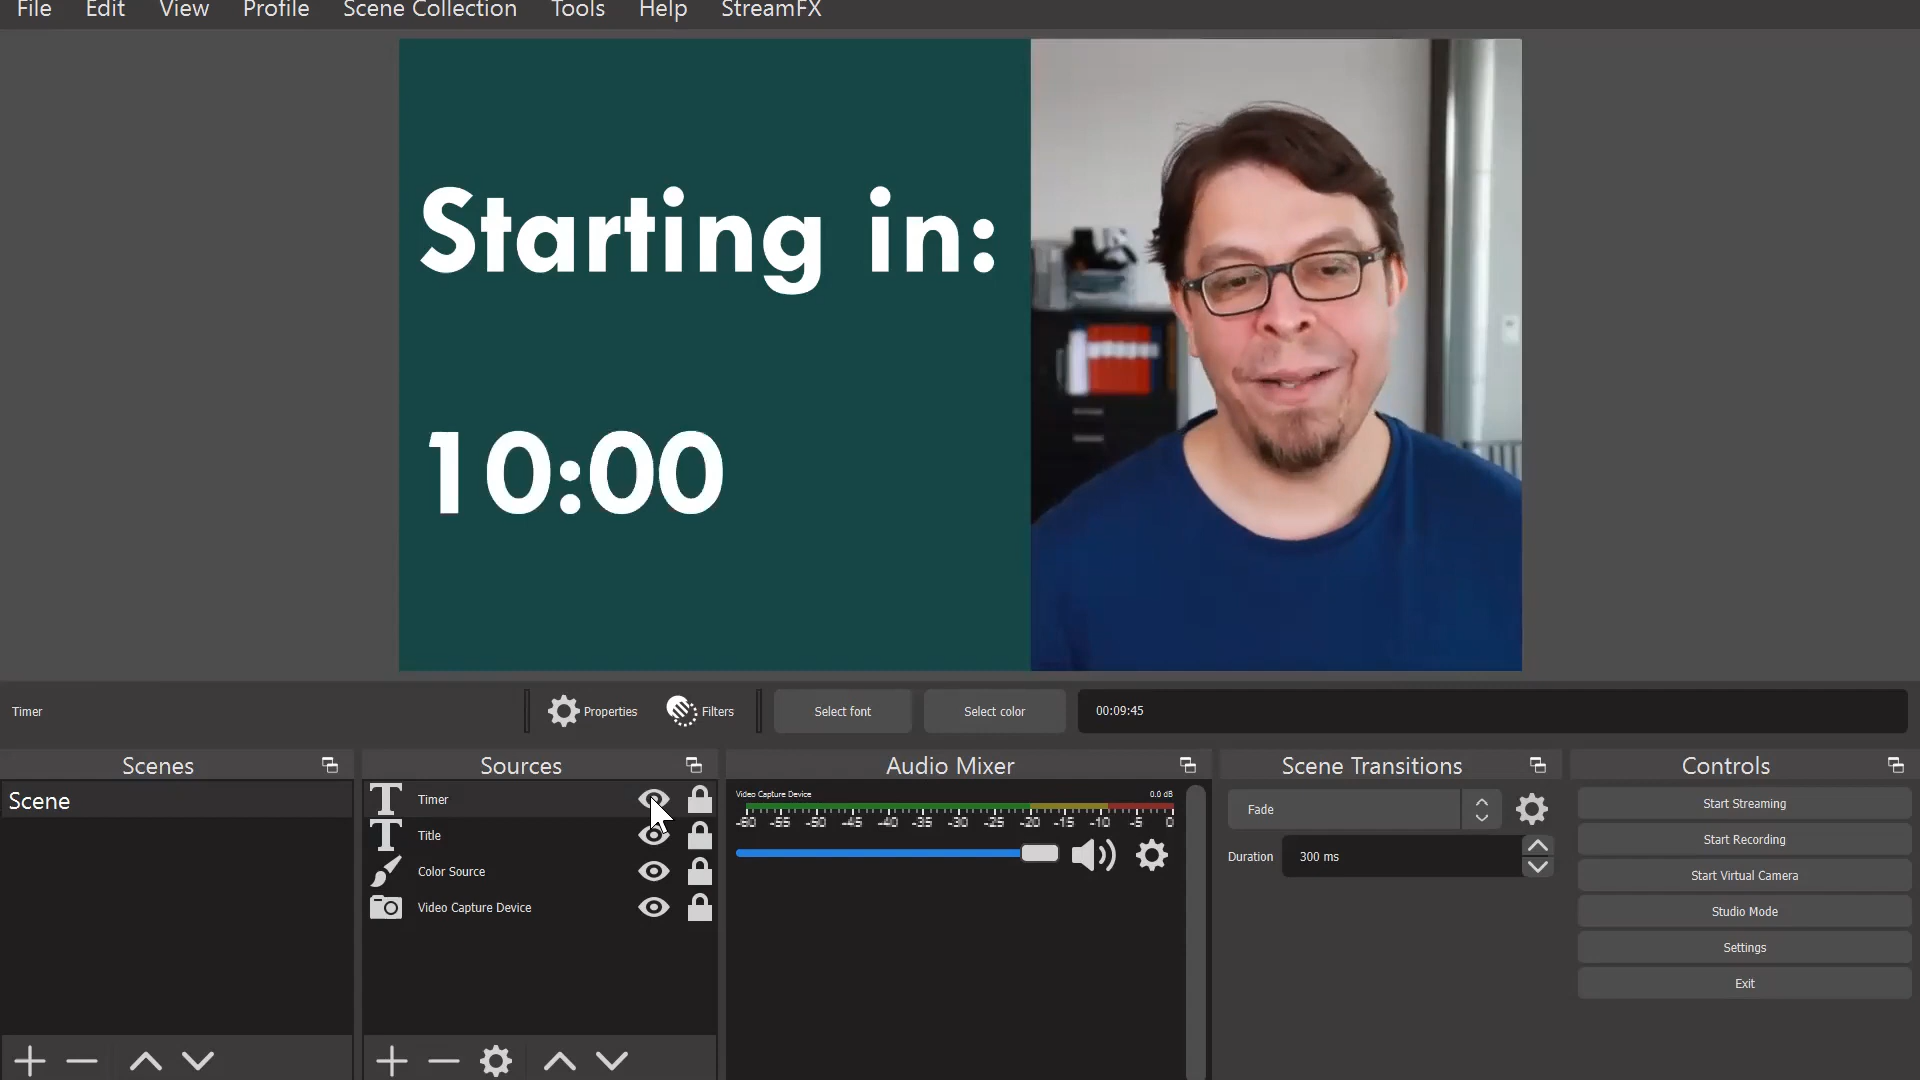 File Edit View Profile Scene Collection Tools Help StreamFX
Starting in:
10:00
Timer Properties Filters Select font Select color 00:09:45
Scenes Sources Audio Mixer Scene Transitions Controls
Scene
Timer
Title
Color Source
Video Capture Device
Video Capture Device 0.0 dB
-60 -55 -50 -45 -40 -35 -30 -25 -20 -15 -10 -5 0
Fade
Duration 300 ms
Start Streaming
Start Recording
Start Virtual Camera
Studio Mode
Settings
Exit